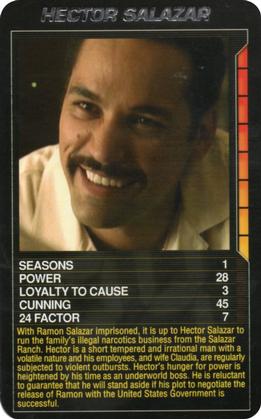 HECTOR SALAZAR
SEASONS 1
POWER 28
LOYALTY TO CAUSE 3
CUNNING 45
24 FACTOR 7
With Ramon Salazar imprisoned, it is up to Hector Salazar to
run the family's illegal narcotics business from the Salazar
Ranch. Hector is a short tempered and irrational man with a
volatile nature and his employees, and wife Claudia, are regularly
subjected to violent outbursts. Hector's hunger for power is
heightened by his time as an underworld boss. He is reluctant
to guarantee that he will stand aside if his plot to negotiate the
release of Ramon with the United States Government is
successful.